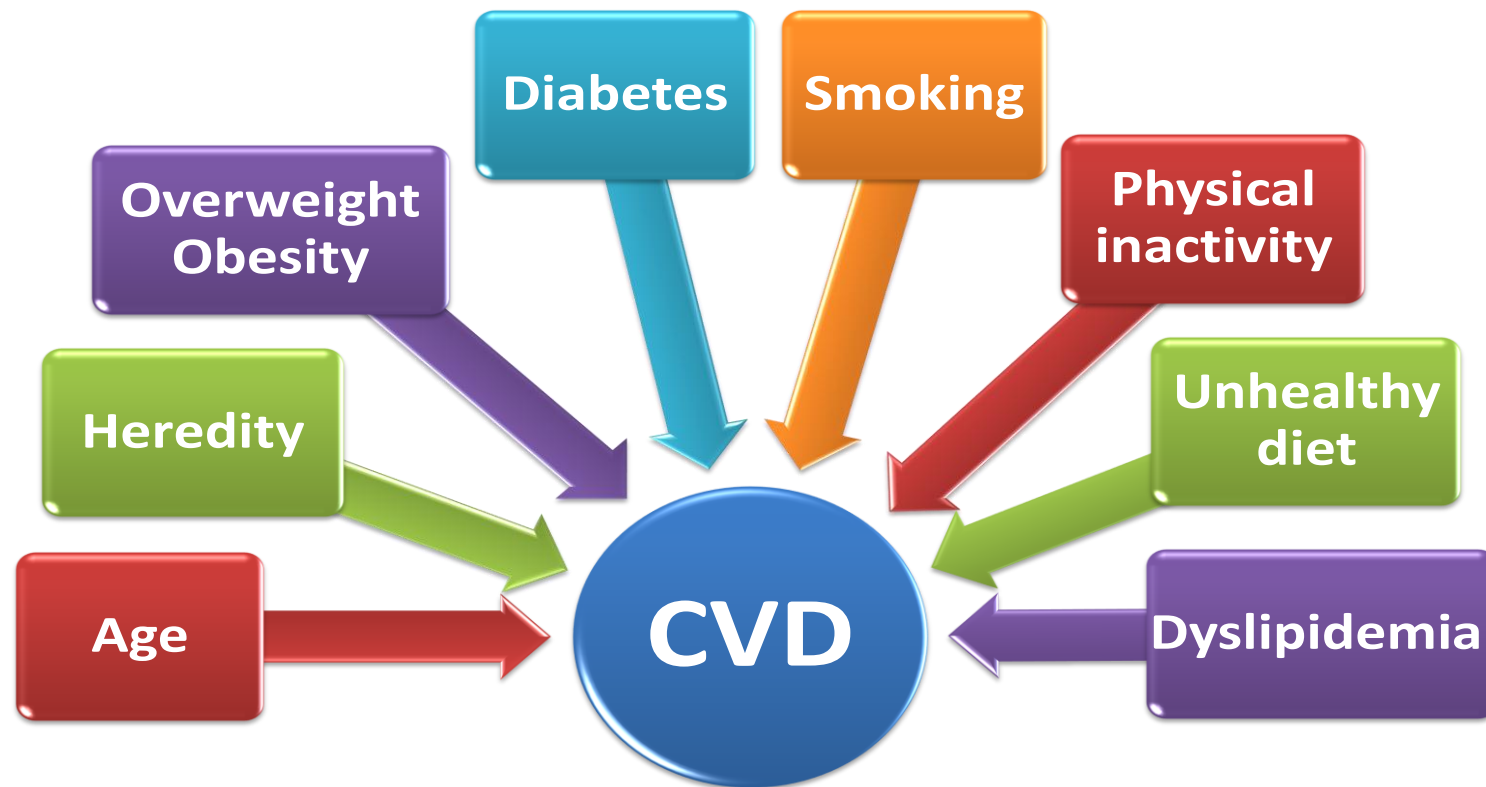 Diabetes
Smoking
Overweight
Obesity
Physical
inactivity
Heredity
Unhealthy
diet
Age
CVD
Dyslipidemia